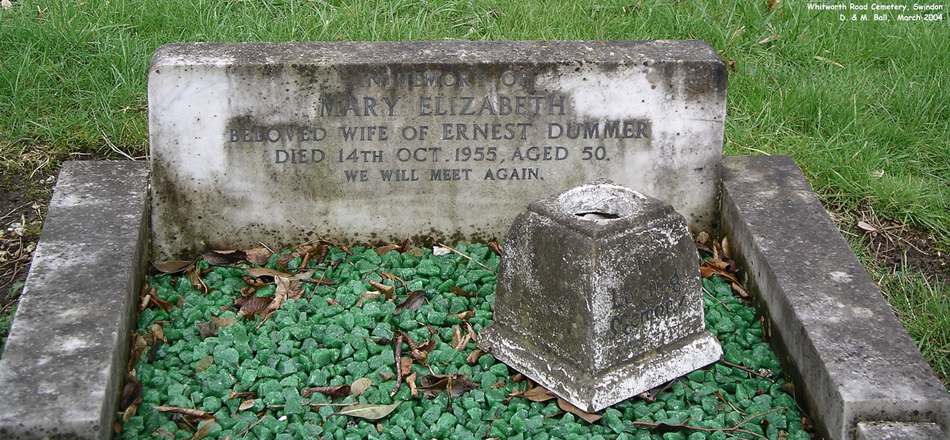 Whitworth Road Cemetery, Swindon
D. & M. Ball, March 2004
IN MEMORY OF
MARY ELIZABETH
BELOVED WIFE OF ERNEST DUMMER
DIED 14TH OCT. 1955, AGED 50.
WE WILL MEET AGAIN.